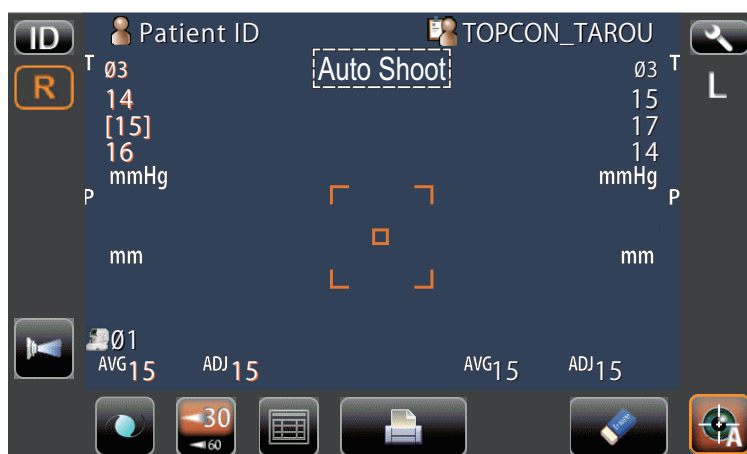 ID Patient ID TOPCON_TAROU
R T Ø3 Auto Shoot Ø3 T L
14 15
[15] 17
16 14
mmHg mmHg
P P
mm mm
Ø1
AVG15 ADJ15 AVG15 ADJ15
30
60
A